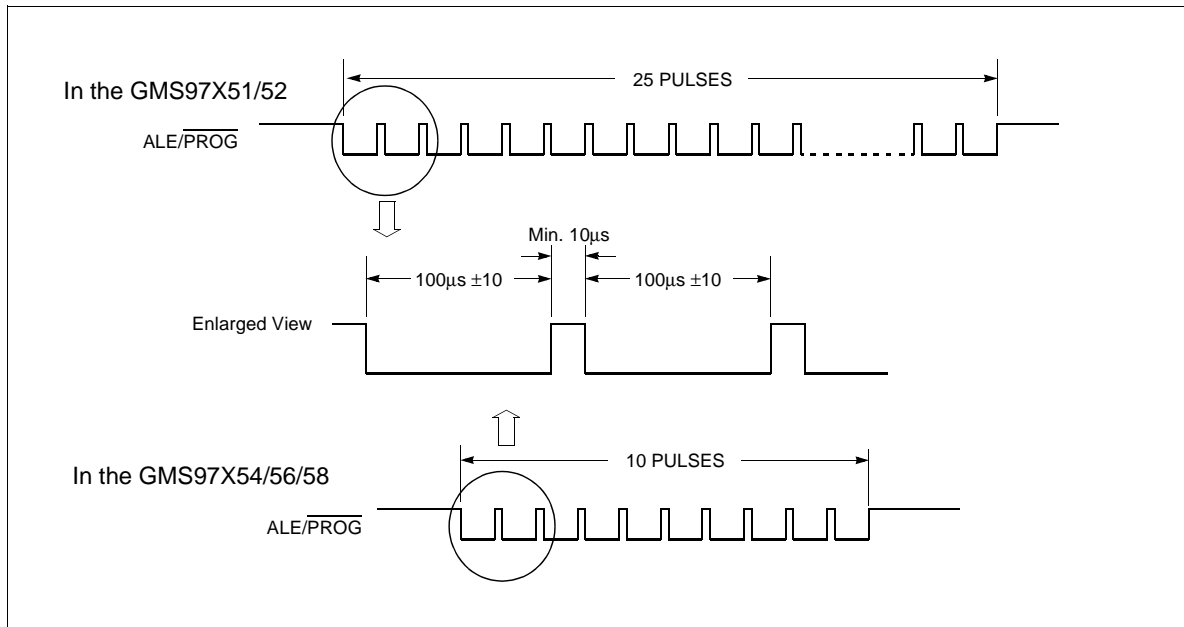 25 PULSES
In the GMS97X51/52
ALE/PROG
Min. 10μs
100μs ±10 100μs ±10
Enlarged View
10 PULSES
In the GMS97X54/56/58
ALE/PROG